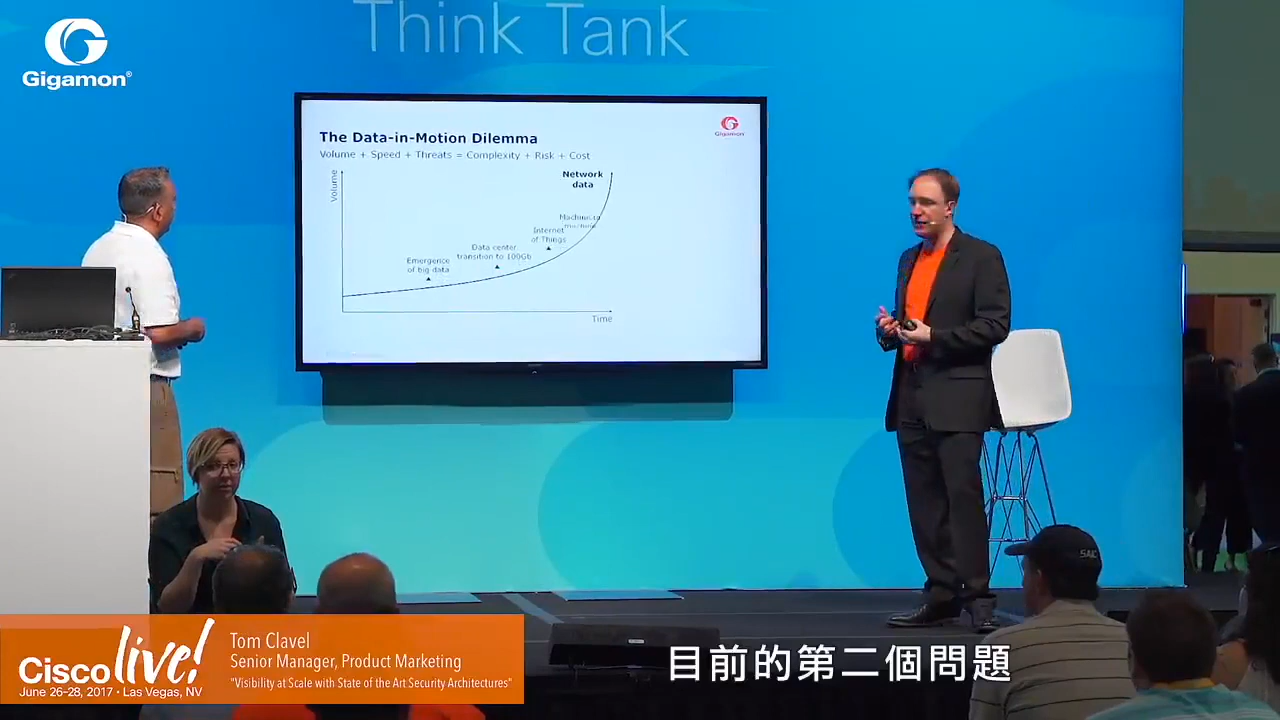 Think Tank
Gigamon®
The Data-in-Motion Dilemma
Gigamon
Volume + Speed + Threats = Complexity + Risk + Cost
Volume
Network
data
Internet
of Things
Data center
transition to 100Gb
Emergence
of big data
Time
SAIC
Cisco live!
June 26-28, 2017 • Las Vegas, NV
Tom Clavel
Senior Manager, Product Marketing
"Visibility at Scale with State of the Art Security Architectures"
目前的第二個問題